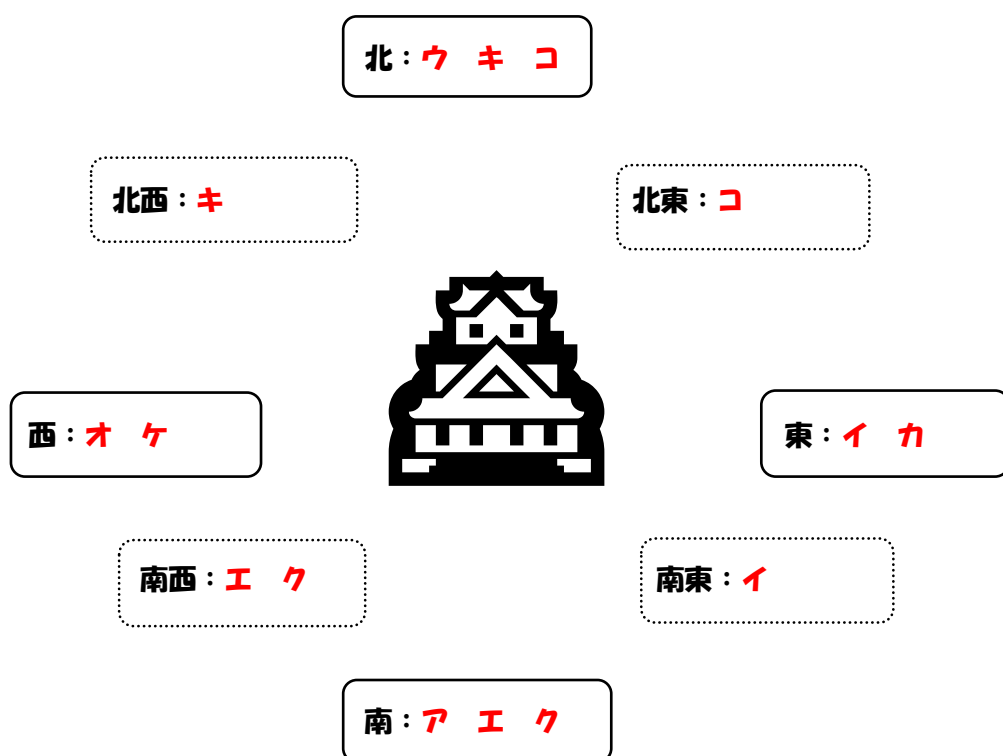 北：ウ キ コ
北西：キ
北東：コ
西：オ ケ
東：イ カ
南西：エ ク
南東：イ
南：ア エ ク